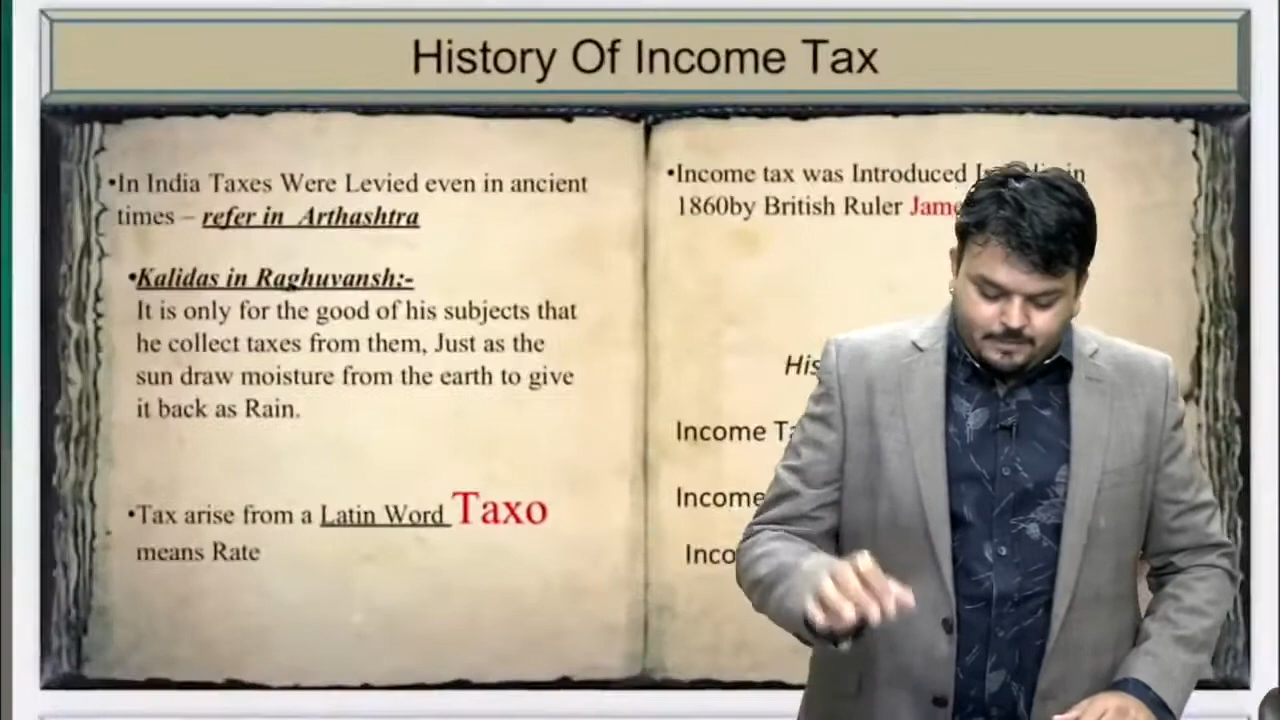 History Of Income Tax
•In India Taxes Were Levied even in ancient
times – refer in Arthashtra
•Kalidas in Raghuvansh:-
It is only for the good of his subjects that
he collect taxes from them, Just as the
sun draw moisture from the earth to give
it back as Rain.
•Tax arise from a Latin Word Taxo
means Rate
•Income tax was Introduced in
1860by British Ruler
Income
Income